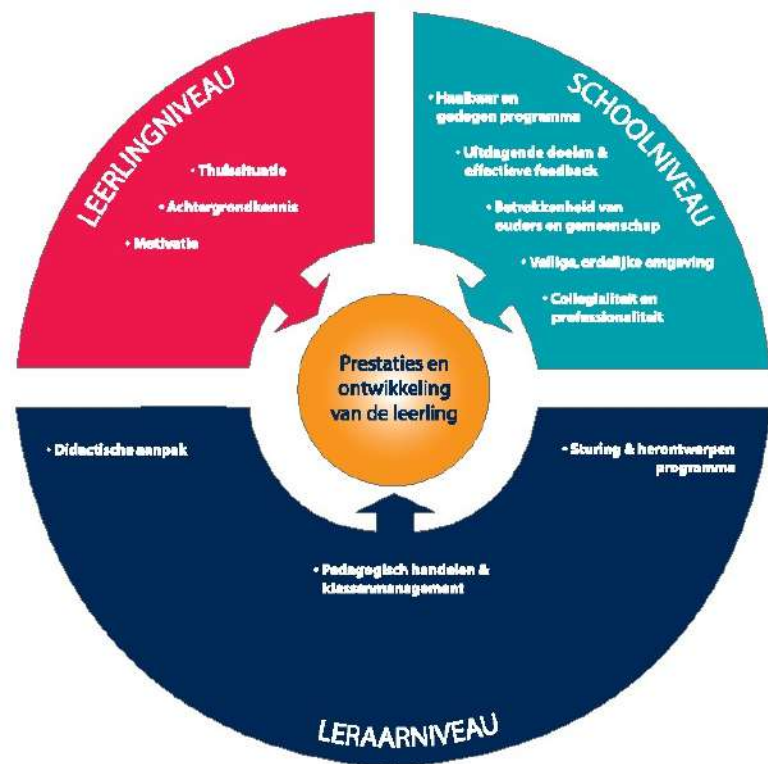 LEERLINGNIVEAU
• Thuissituatie
• Achtergrondkennis
• Motivatie
SCHOOLNIVEAU
• Haalbaar en
gedegen programma
• Uitdagende doelen &
effectieve feedback
• Betrokkenheid van
ouders en gemeenschap
• Veilige, ordelijke omgeving
• Collegialiteit en
professionaliteit
Prestaties en
ontwikkeling
van de leerling
• Didactische aanpak
• Sturing & herontwerpen
programma
• Pedagogisch handelen &
klassenmanagement
LERAARNIVEAU